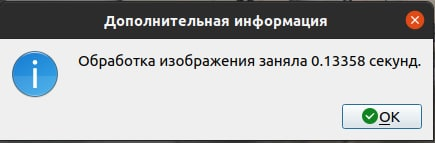 Дополнительная информация
Обработка изображения заняла 0.13358 секунд.
OK